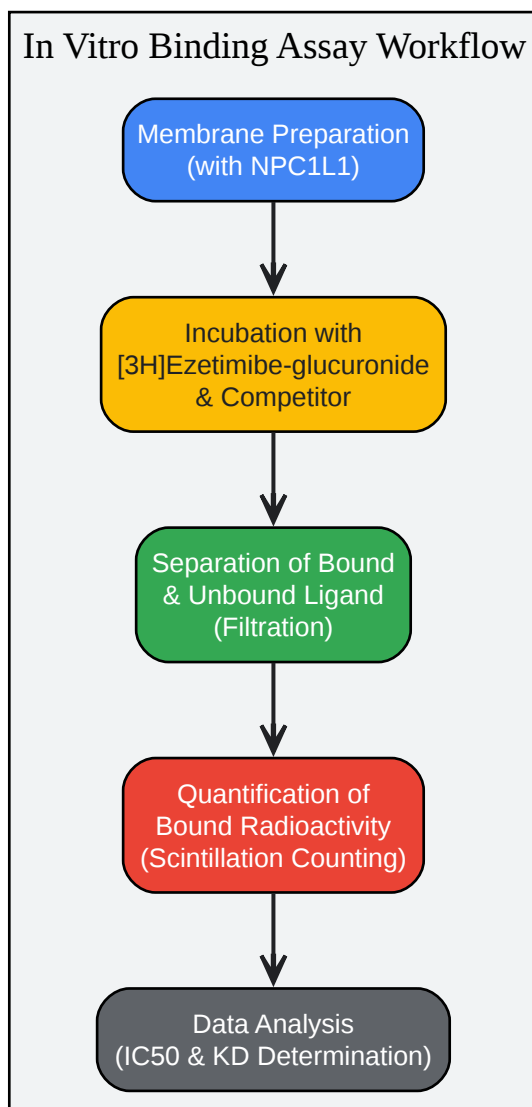 In Vitro Binding Assay Workflow
Membrane Preparation
(with NPC1L1)
Incubation with
[3H]Ezetimibe-glucuronide
& Competitor
Separation of Bound
& Unbound Ligand
(Filtration)
Quantification of
Bound Radioactivity
(Scintillation Counting)
Data Analysis
(IC50 & KD Determination)